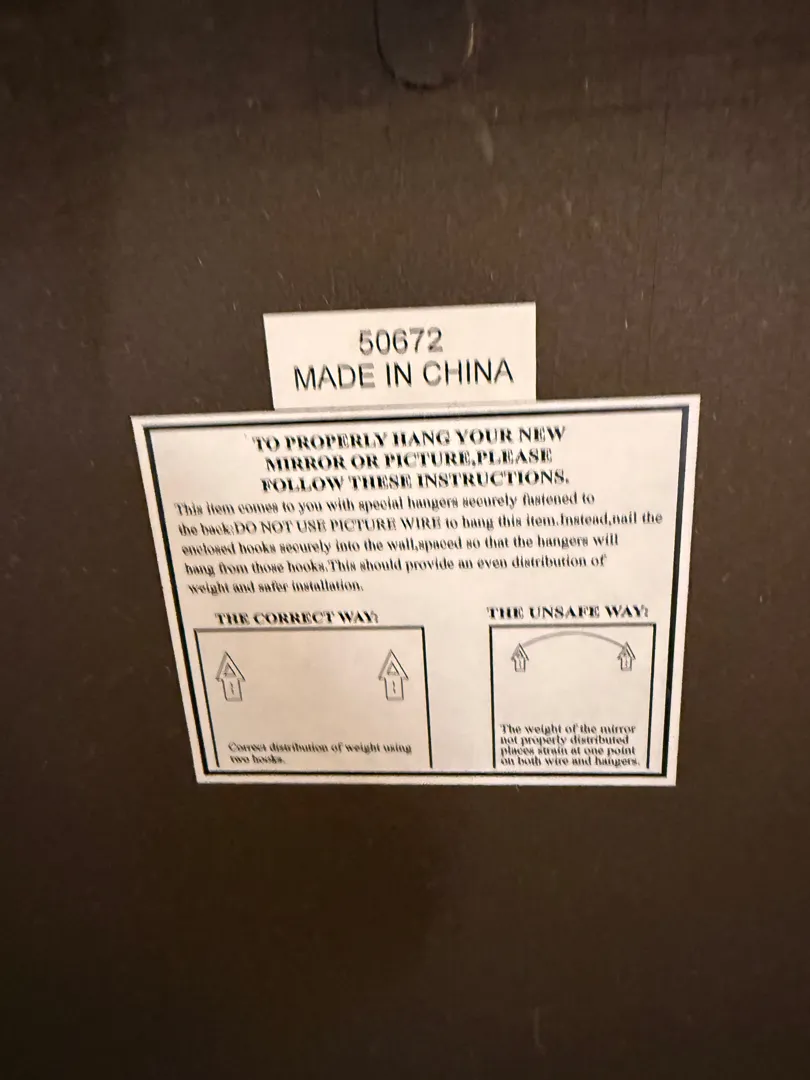 50672
MADE IN CHINA
TO PROPERLY HANG YOUR NEW
MIRROR OR PICTURE,PLEASE
FOLLOW THESE INSTRUCTIONS.
This item comes to you with special hangers securely fastened to
the back:DO NOT USE PICTURE WIRE to hang this item.Instead,nail the
enclosed hooks securely into the wall,spaced so that the hangers will
hang from those hooks.This should provide an even distribution of
weight and safer installation.
THE CORRECT WAY:
Correct distribution of weight using
two hooks.
THE UNSAFE WAY:
The weight of the mirror
not properly distributed
places strain at one point
on both wire and hangers.